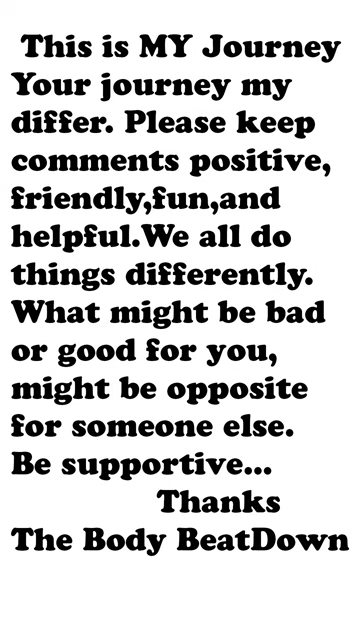 This is MY Journey
Your journey my
differ. Please keep
comments positive,
friendly,fun,and
helpful.We all do
things differently.
What might be bad
or good for you,
might be opposite
for someone else.
Be supportive...
Thanks
The Body BeatDown